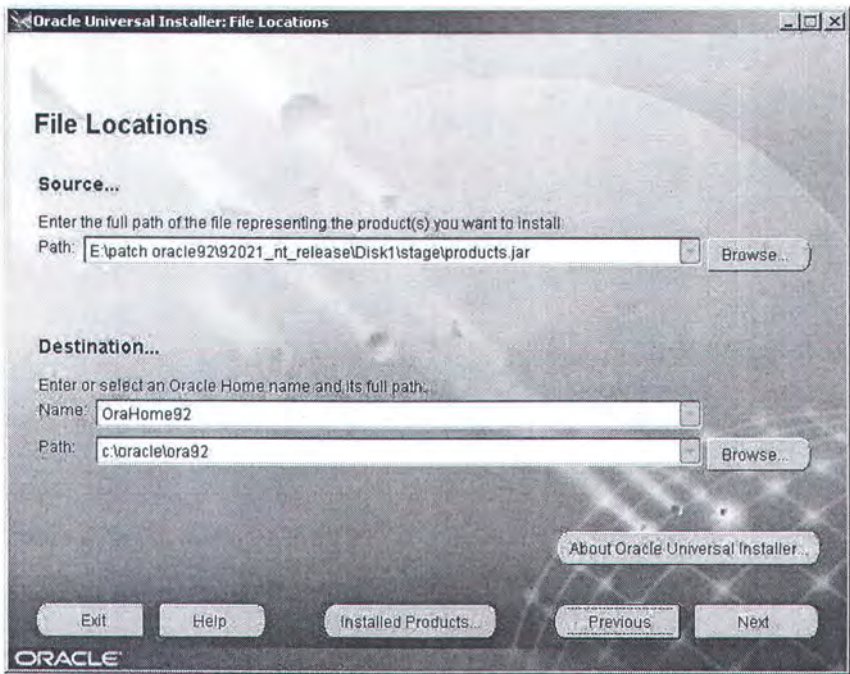 Oracle Universal Installer: File Locations
File Locations
Source...
Enter the full path of the file representing the product(s) you want to install:
Path: E:\patch oracle92\92021_nt_release\Disk1\stage\products.jar Browse...
Destination...
Enter or select an Oracle Home name and its full path:
Name: OraHome92
Path: c:\oracle\ora92 Browse...
About Oracle Universal Installer...
Exit Help Installed Products... Previous Next
ORACLE